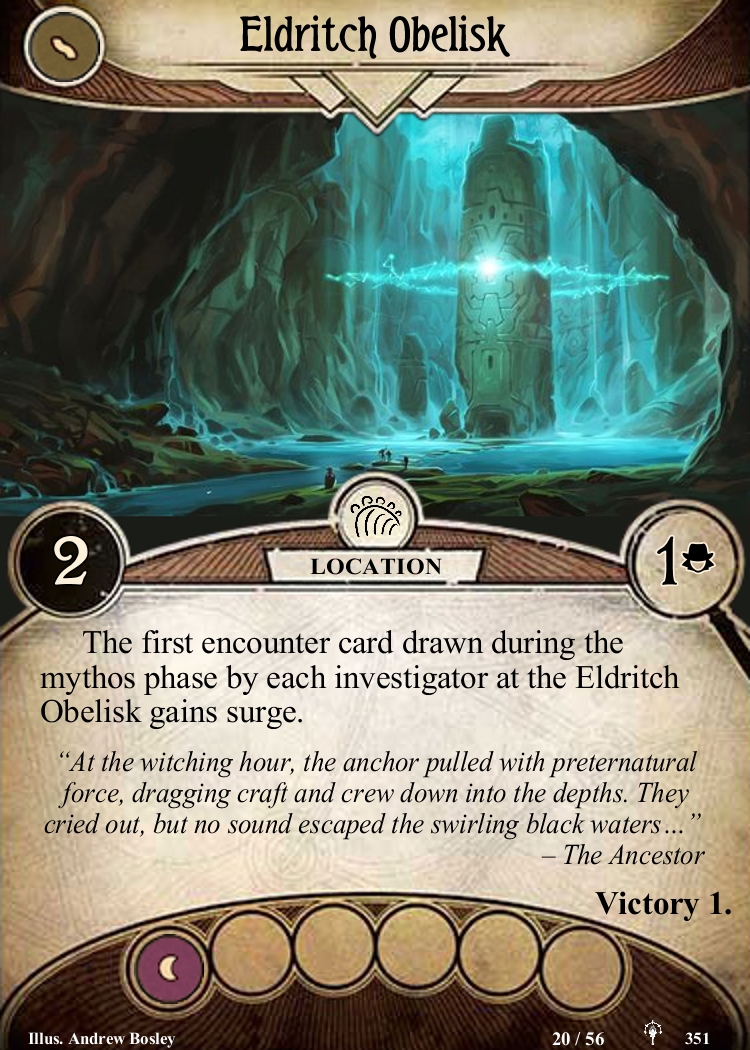 Eldritch Obelisk
2
LOCATION
1
The first encounter card drawn during the
mythos phase by each investigator at the Eldritch
Obelisk gains surge.
“At the witching hour, the anchor pulled with preternatural
force, dragging craft and crew down into the depths. They
cried out, but no sound escaped the swirling black waters…”
– The Ancestor
Victory 1.
Illus. Andrew Bosley
20 / 56
351